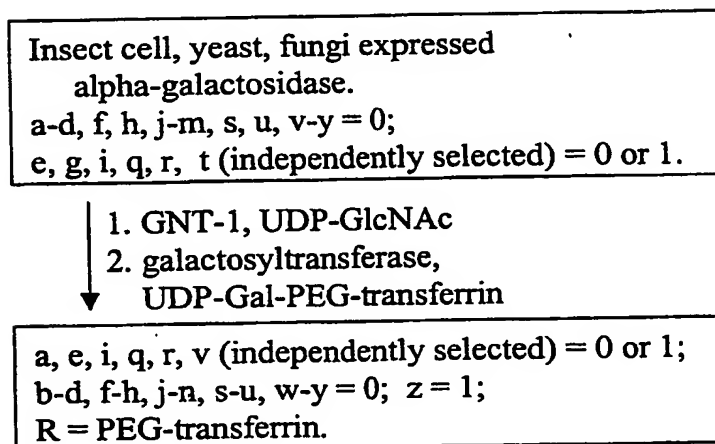 Insect cell, yeast, fungi expressed
alpha-galactosidase.
a-d, f, h, j-m, s, u, v-y = 0;
e, g, i, q, r, t (independently selected) = 0 or 1.
1. GNT-1, UDP-GlcNAc
2. galactosyltransferase,
UDP-Gal-PEG-transferrin
a, e, i, q, r, v (independently selected) = 0 or 1;
b-d, f-h, j-n, s-u, w-y = 0; z = 1;
R = PEG-transferrin.